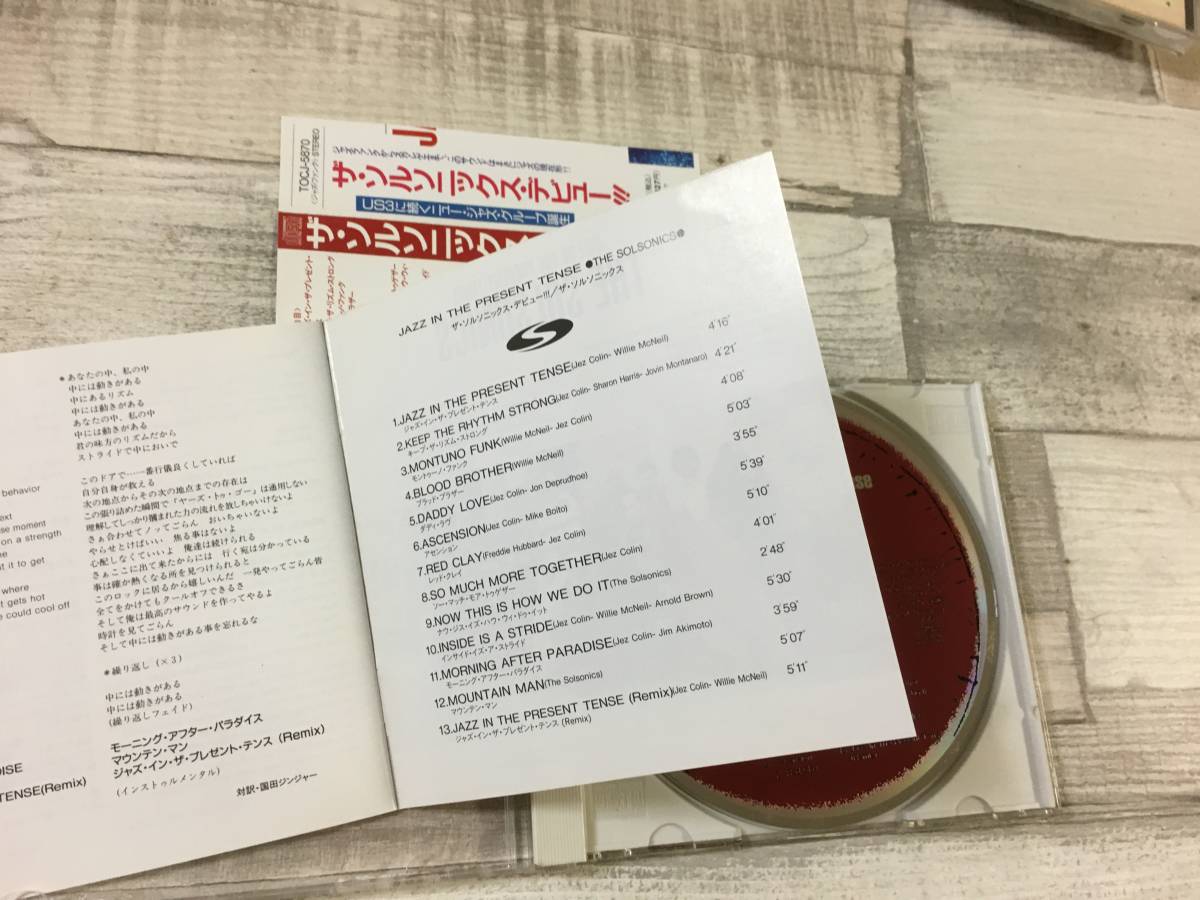 TOCJ-5870
(ジャズ/ファンク) STEREO
ザ・ソルソニックス・デビュー!!!
US3に続くニュー・ジャズ・グループ誕生
ザ・ソルソニックス
behavior
ext
se moment
on a strength
me
it to get
where
t gets hot
e could cool off
DISE
TENSE(Remix)
*あなたの中、私の中
中には動きがある
中にあるリズム
中には動きがある
あなたの中、私の中
中には動きがある
君の味方のリズムだから
ストライドで中において
このドアで……一番行儀良くしていれば
自分自身が教える
次の地点からその次の地点までの存在は
この張り詰めた瞬間で「ヤーズ・トゥ・ゴー」は通用しない
理解してしっかり掴まれた力の流れを放しちゃいけないよ
さぁ合わせてノッてごらん おいちゃいないよ
やらせとけばいい 焦る事はないよ
心配しなくていいよ 俺達は続けられる
さぁここに出て来たからには 行く宛は分かっている
事は確か熱くなる所を見つけられると
このロックに居るから嬉しいんだ 一発やってごらん皆
全てをかけてもクールオフできるさ
そして俺は最高のサウンドを作ってやるよ
時計を見てごらん
そして中には動きがある事を忘れるな
*繰り返し (×3)
中には動きがある
中には動きがある
(繰り返しフェイド)
モーニング・アフター・パラダイス
マウンテン・マン
ジャズ・イン・ザ・プレゼント・テンス (Remix)
(インストゥルメンタル)
対訳・国田ジンジャー
JAZZ IN THE PRESENT TENSE ●THE SOLSONICS●
ザ・ソルソニックス・デビュー!!!／ザ・ソルソニックス
1.JAZZ IN THE PRESENT TENSE(Jez Colin- Willie McNeil) 4'16"
ジャズ・イン・ザ・プレゼント・テンス
2.KEEP THE RHYTHM STRONG(Jez Colin- Sharon Harris- Jovin Montanaro) 4'21"
キープ・ザ・リズム・ストロング
3.MONTUNO FUNK(Willie McNeil- Jez Colin) 4'08"
モントゥーノ・ファンク
4.BLOOD BROTHER(Willie McNeil) 5'03"
ブラッド・ブラザー
5.DADDY LOVE(Jez Colin- Jon Deprudhoe) 3'55"
ダディ・ラヴ
6.ASCENSION(Jez Colin- Mike Boito) 5'39"
アセンション
7.RED CLAY(Freddie Hubbard- Jez Colin) 5'10"
レッド・クレイ
8.SO MUCH MORE TOGETHER(Jez Colin) 4'01"
ソー・マッチ・モア・トゥゲザー
9.NOW THIS IS HOW WE DO IT(The Solsonics) 2'48"
ナウ・ジス・イズ・ハウ・ウィ・ドゥ・イット
10.INSIDE IS A STRIDE(Jez Colin- Willie McNeil- Arnold Brown) 5'30"
インサイド・イズ・ア・ストライド
11.MORNING AFTER PARADISE(Jez Colin- Jim Akimoto) 3'59"
モーニング・アフター・パラダイス
12.MOUNTAIN MAN(The Solsonics) 5'07"
マウンテン・マン
13.JAZZ IN THE PRESENT TENSE (Remix)(Jez Colin- Willie McNeil) 5'11"
ジャズ・イン・ザ・プレゼント・テンス (Remix)